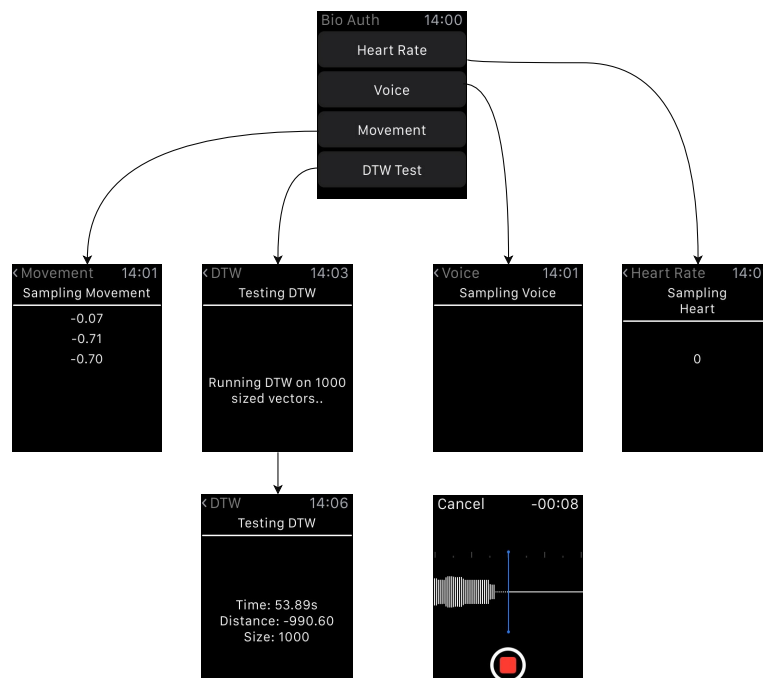 Bio Auth 14:00
Heart Rate
Voice
Movement
DTW Test
<Movement 14:01
Sampling Movement
-0.07
-0.71
-0.70
<DTW 14:03
Testing DTW
Running DTW on 1000
sized vectors..
<Voice 14:01
Sampling Voice
<Heart Rate 14:0
Sampling
Heart
0
<DTW 14:06
Testing DTW
Time: 53.89s
Distance: -990.60
Size: 1000
Cancel -00:08